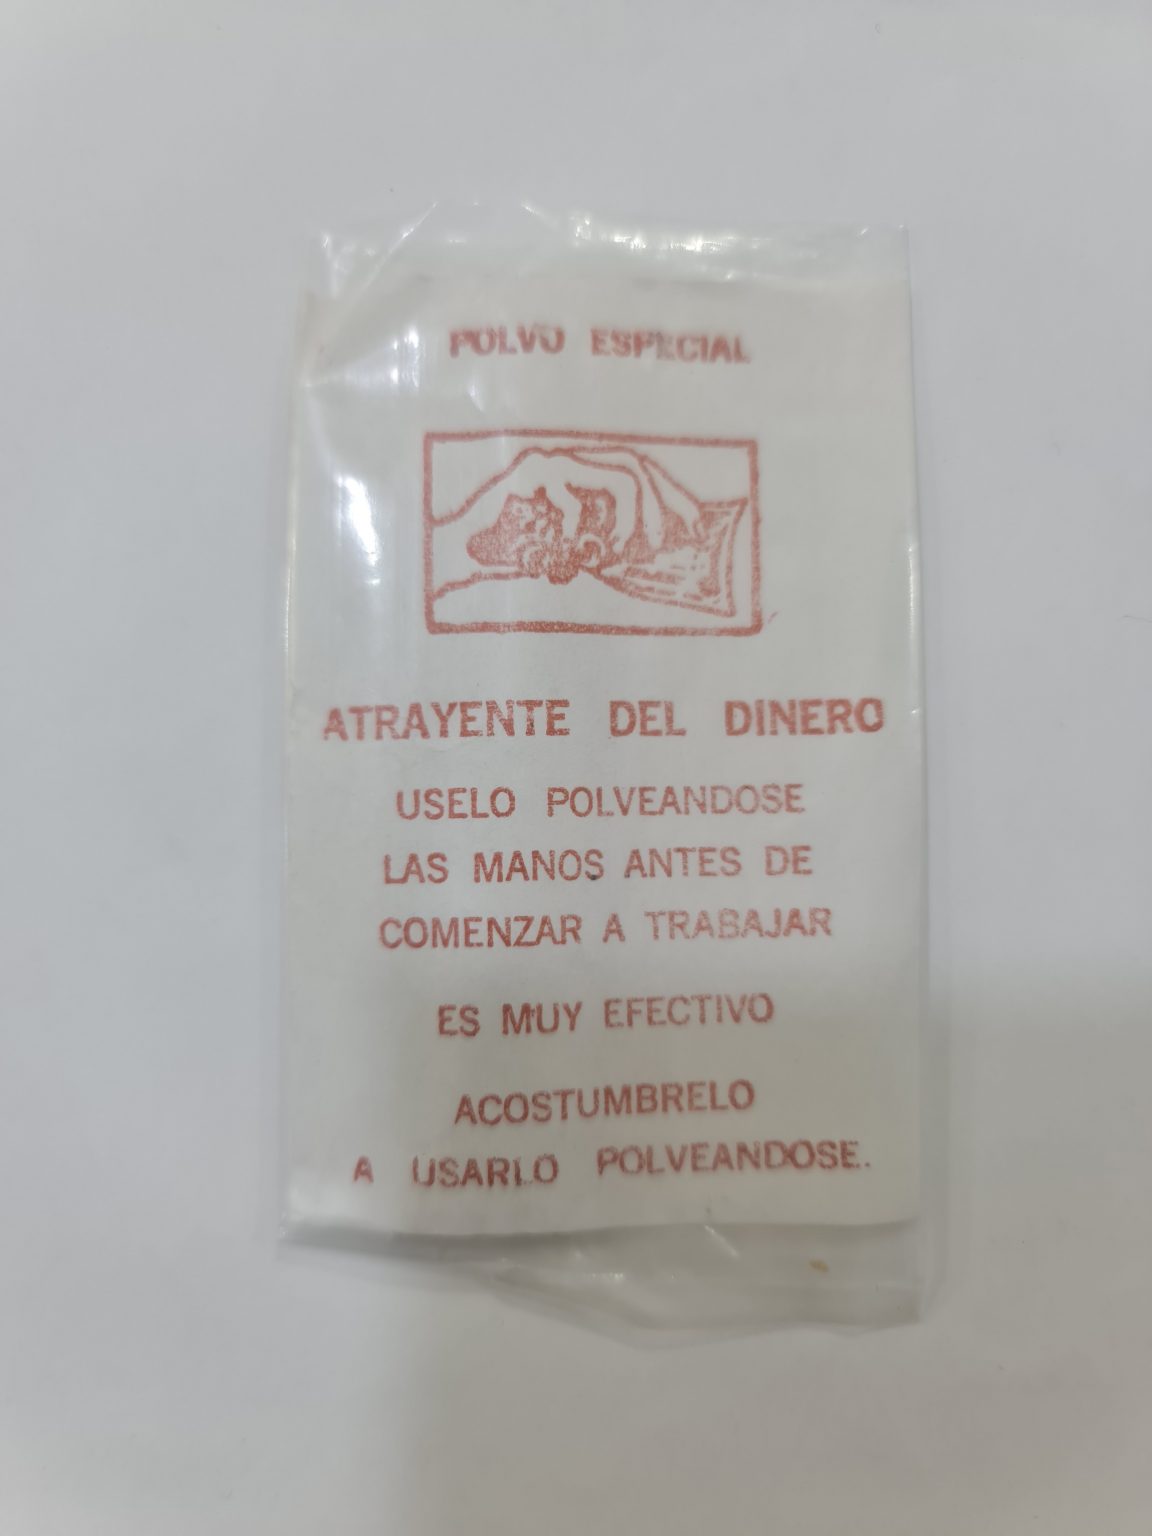 POLVO ESPECIAL
ATRAYENTE DEL DINERO
USELO POLVEANDOSE
LAS MANOS ANTES DE
COMENZAR A TRABAJAR
ES MUY EFECTIVO
ACOSTUMBRELO
A USARLO POLVEANDOSE.